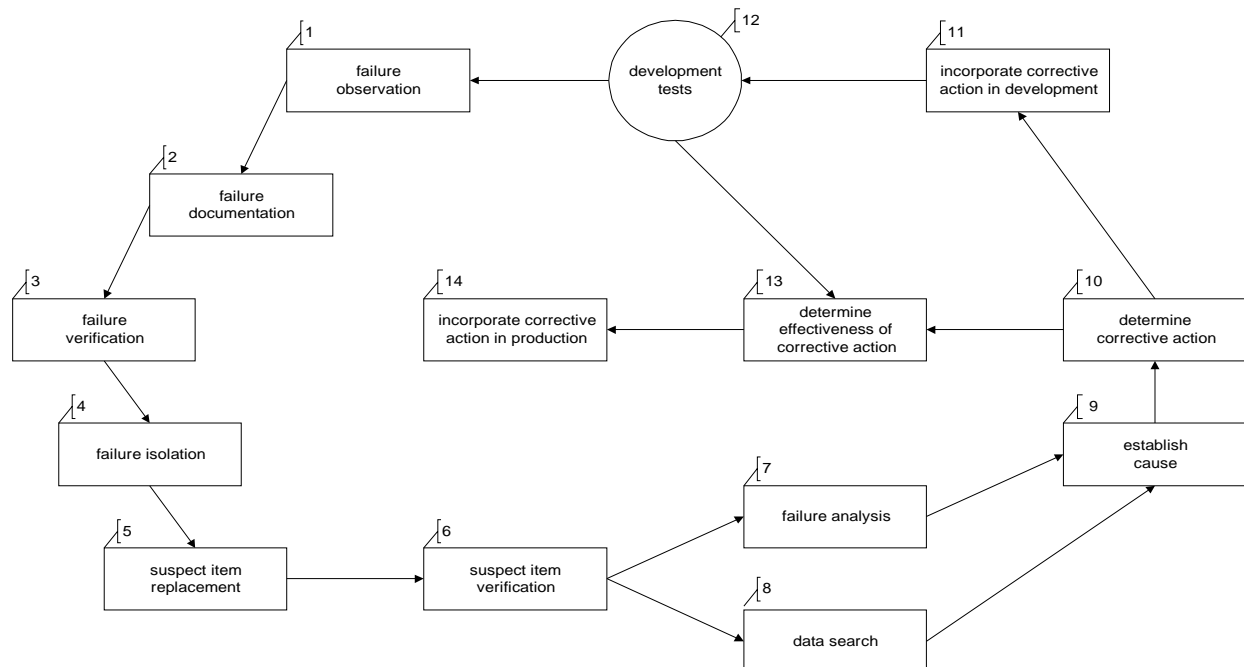 1
failure
observation
12
development
tests
11
incorporate corrective
action in development
2
failure
documentation
3
failure
verification
14
incorporate corrective
action in production
13
determine
effectiveness of
corrective action
10
determine
corrective action
4
failure isolation
9
establish
cause
5
suspect item
replacement
6
suspect item
verification
7
failure analysis
8
data search